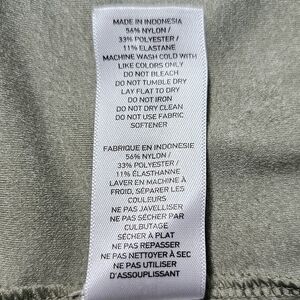 MADE IN INDONESIA
56% NYLON /
33% POLYESTER /
11% ELASTANE
MACHINE WASH COLD WITH
LIKE COLORS ONLY
DO NOT BLEACH
DO NOT TUMBLE DRY
LAY FLAT TO DRY
DO NOT IRON
DO NOT DRY CLEAN
DO NOT USE FABRIC
SOFTENER
FABRIQUE EN INDONESIE
56% NYLON /
33% POLYESTER /
11% ÉLASTHANNE
LAVER EN MACHINE À
FROID, SÉPARER LES
COULEURS
NE PAS JAVELLISER
NE PAS SÉCHER PAR
CULBUTAGE
SÉCHER À PLAT
NE PAS REPASSER
NE PAS NETTOYER À SEC
NE PAS UTILISER
D'ASSOUPLISSANT